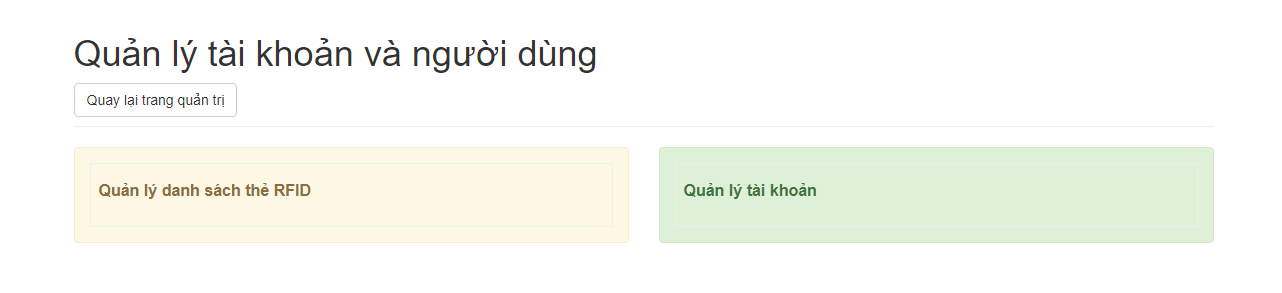 Quản lý tài khoản và người dùng
Quay lại trang quản trị
Quản lý danh sách thẻ RFID
Quản lý tài khoản